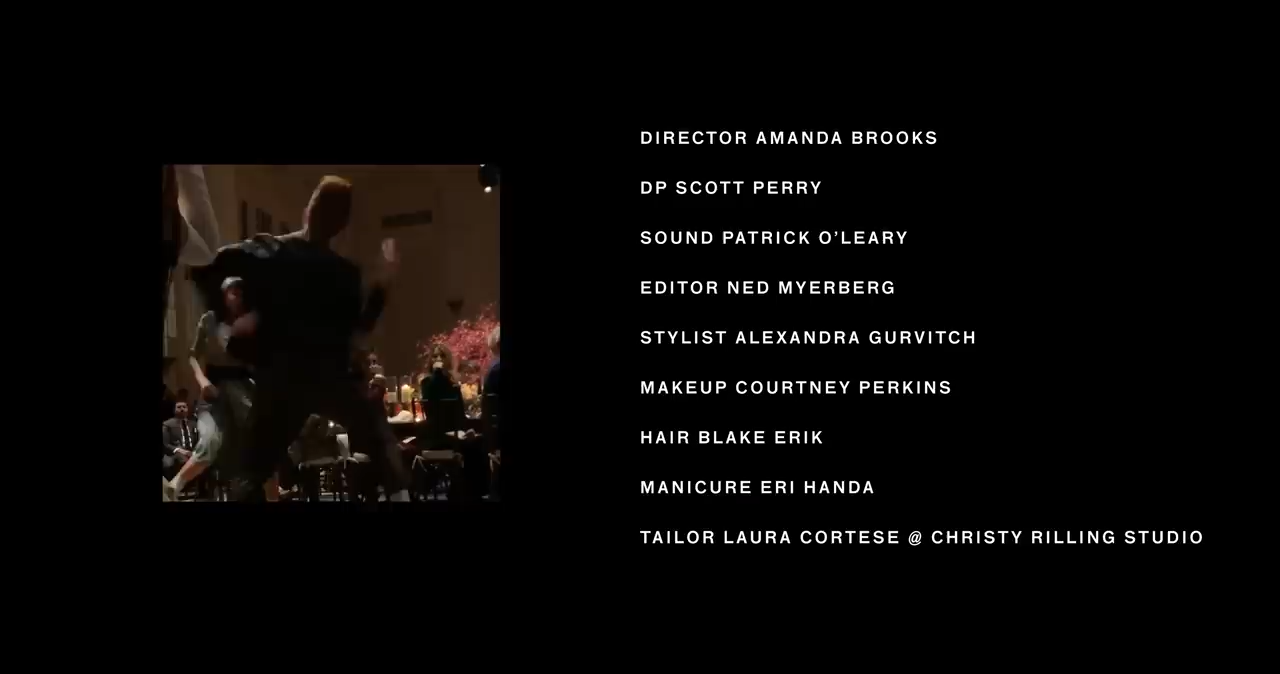 DIRECTOR AMANDA BROOKS
DP SCOTT PERRY
SOUND PATRICK O’LEARY
EDITOR NED MYERBERG
STYLIST ALEXANDRA GURVITCH
MAKEUP COURTNEY PERKINS
HAIR BLAKE ERIK
MANICURE ERI HANDA
TAILOR LAURA CORTESE @ CHRISTY RILLING STUDIO